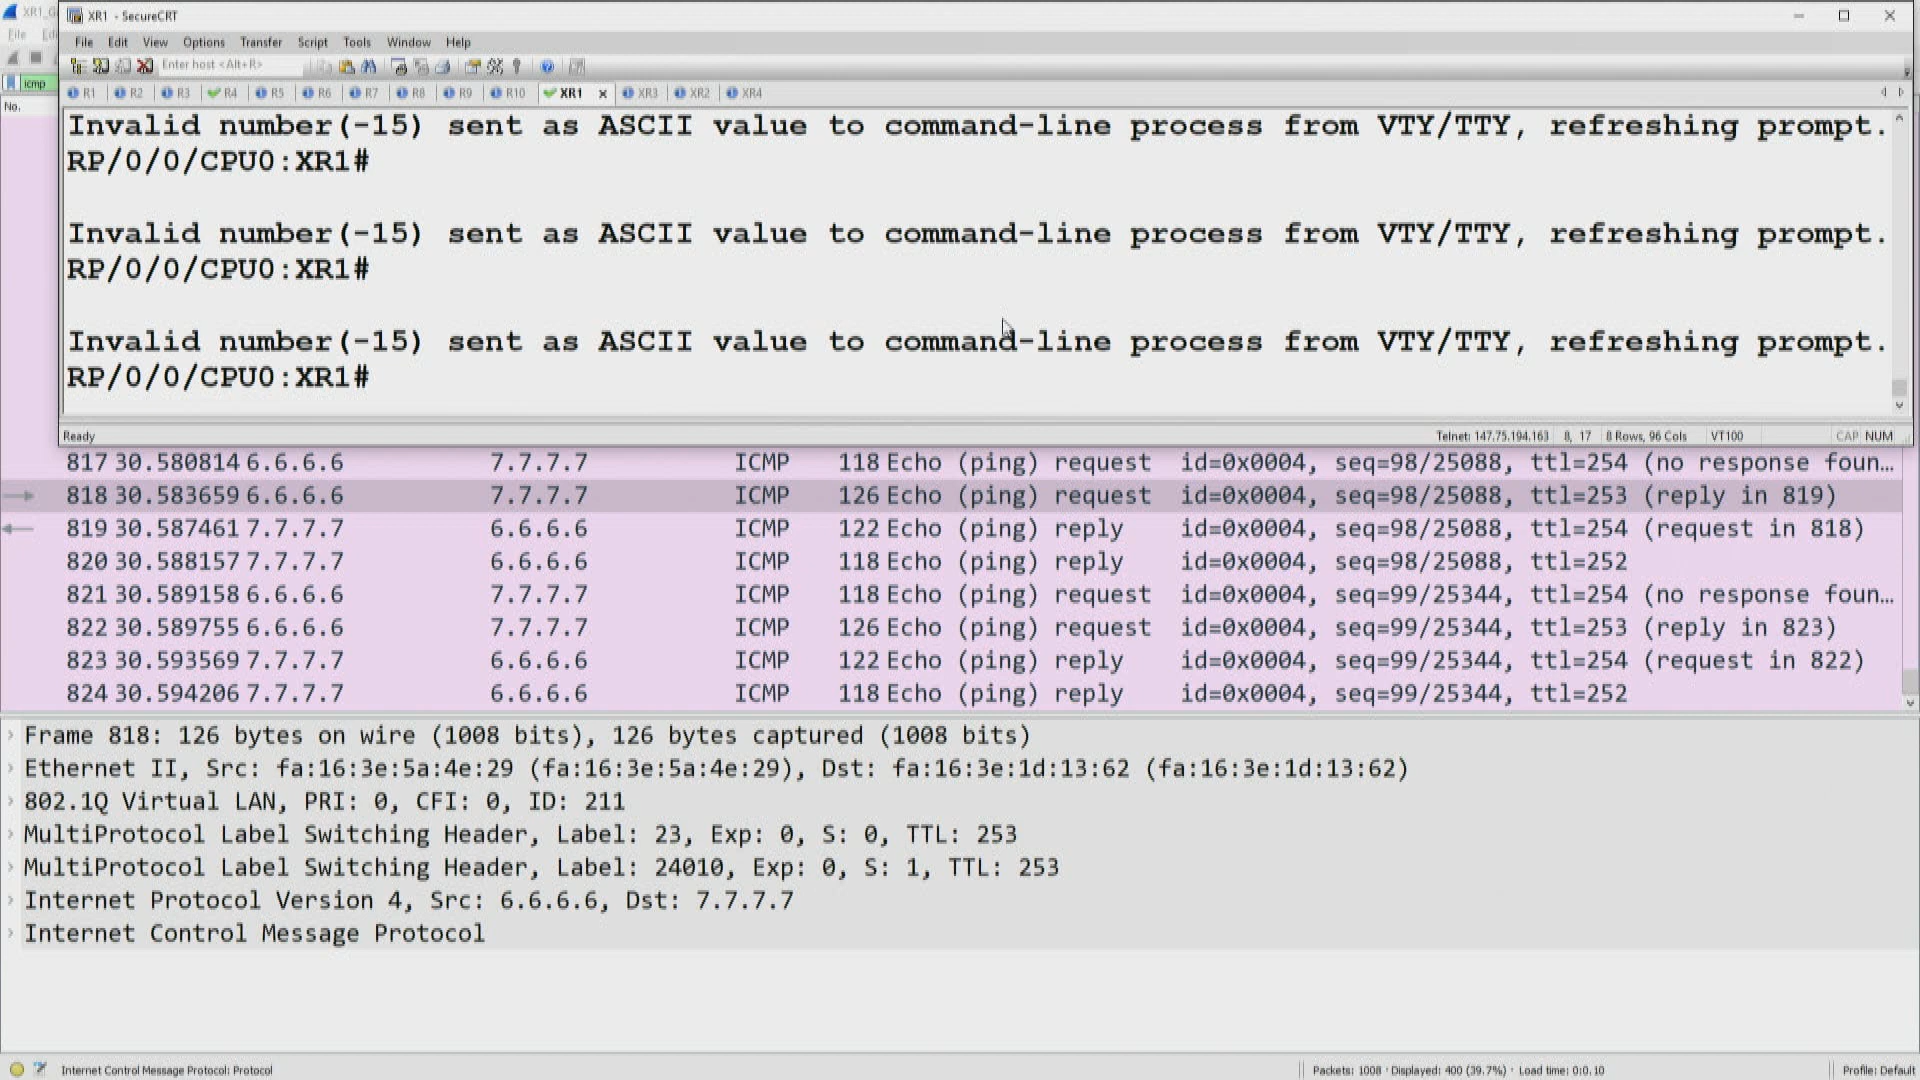 XR1_G
XR1 - SecureCRT
File Edi
File Edit View Options Transfer Script Tools Window Help
Enter host <Alt+R>
icmp
R1 R2 R3 R4 R5 R6 R7 R8 R9 R10 XR1 x XR3 XR2 XR4
No.
Invalid number(-15) sent as ASCII value to command-line process from VTY/TTY, refreshing prompt.
RP/0/0/CPU0:XR1#
Invalid number(-15) sent as ASCII value to command-line process from VTY/TTY, refreshing prompt.
RP/0/0/CPU0:XR1#
Invalid number(-15) sent as ASCII value to command-line process from VTY/TTY, refreshing prompt.
RP/0/0/CPU0:XR1#
Ready Telnet: 147.75.194.163 8, 17 8 Rows, 96 Cols VT100 CAP NUM
817 30.580814 6.6.6.6 7.7.7.7 ICMP 118 Echo (ping) request id=0x0004, seq=98/25088, ttl=254 (no response foun…
818 30.583659 6.6.6.6 7.7.7.7 ICMP 126 Echo (ping) request id=0x0004, seq=98/25088, ttl=253 (reply in 819)
819 30.587461 7.7.7.7 6.6.6.6 ICMP 122 Echo (ping) reply id=0x0004, seq=98/25088, ttl=254 (request in 818)
820 30.588157 7.7.7.7 6.6.6.6 ICMP 118 Echo (ping) reply id=0x0004, seq=98/25088, ttl=252
821 30.589158 6.6.6.6 7.7.7.7 ICMP 118 Echo (ping) request id=0x0004, seq=99/25344, ttl=254 (no response foun…
822 30.589755 6.6.6.6 7.7.7.7 ICMP 126 Echo (ping) request id=0x0004, seq=99/25344, ttl=253 (reply in 823)
823 30.593569 7.7.7.7 6.6.6.6 ICMP 122 Echo (ping) reply id=0x0004, seq=99/25344, ttl=254 (request in 822)
824 30.594206 7.7.7.7 6.6.6.6 ICMP 118 Echo (ping) reply id=0x0004, seq=99/25344, ttl=252
Frame 818: 126 bytes on wire (1008 bits), 126 bytes captured (1008 bits)
Ethernet II, Src: fa:16:3e:5a:4e:29 (fa:16:3e:5a:4e:29), Dst: fa:16:3e:1d:13:62 (fa:16:3e:1d:13:62)
802.1Q Virtual LAN, PRI: 0, CFI: 0, ID: 211
MultiProtocol Label Switching Header, Label: 23, Exp: 0, S: 0, TTL: 253
MultiProtocol Label Switching Header, Label: 24010, Exp: 0, S: 1, TTL: 253
Internet Protocol Version 4, Src: 6.6.6.6, Dst: 7.7.7.7
Internet Control Message Protocol
Internet Control Message Protocol: Protocol Packets: 1008 · Displayed: 400 (39.7%) · Load time: 0:0.10 Profile: Default